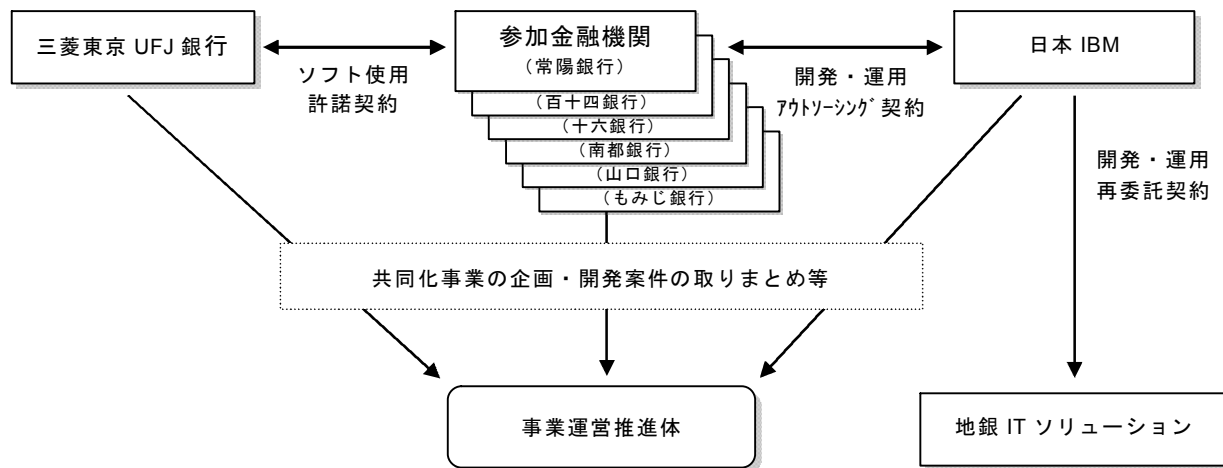 三菱東京 UFJ 銀行
参加金融機関
（常陽銀行）
日本 IBM
ソフト使用
許諾契約
開発・運用
ｱｳﾄｿｰｼﾝｸﾞ契約
（百十四銀行）
（十六銀行）
（南都銀行）
（山口銀行）
（もみじ銀行）
開発・運用
再委託契約
共同化事業の企画・開発案件の取りまとめ等
事業運営推進体
地銀 IT ソリューション